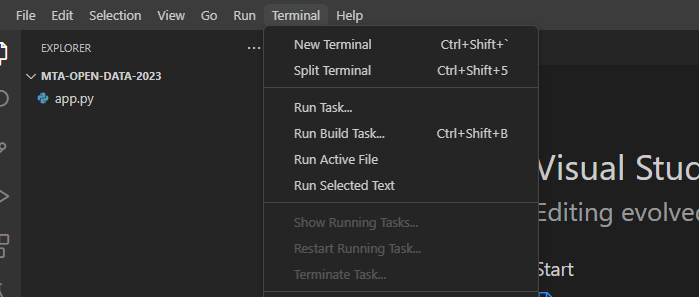 File Edit Selection View Go Run Terminal Help
EXPLORER ...
MTA-OPEN-DATA-2023
app.py
New Terminal Ctrl+Shift+`
Split Terminal Ctrl+Shift+5
Run Task...
Run Build Task... Ctrl+Shift+B
Run Active File
Run Selected Text
Show Running Tasks...
Restart Running Task...
Terminate Task...
Visual Stud
Editing evolved
Start